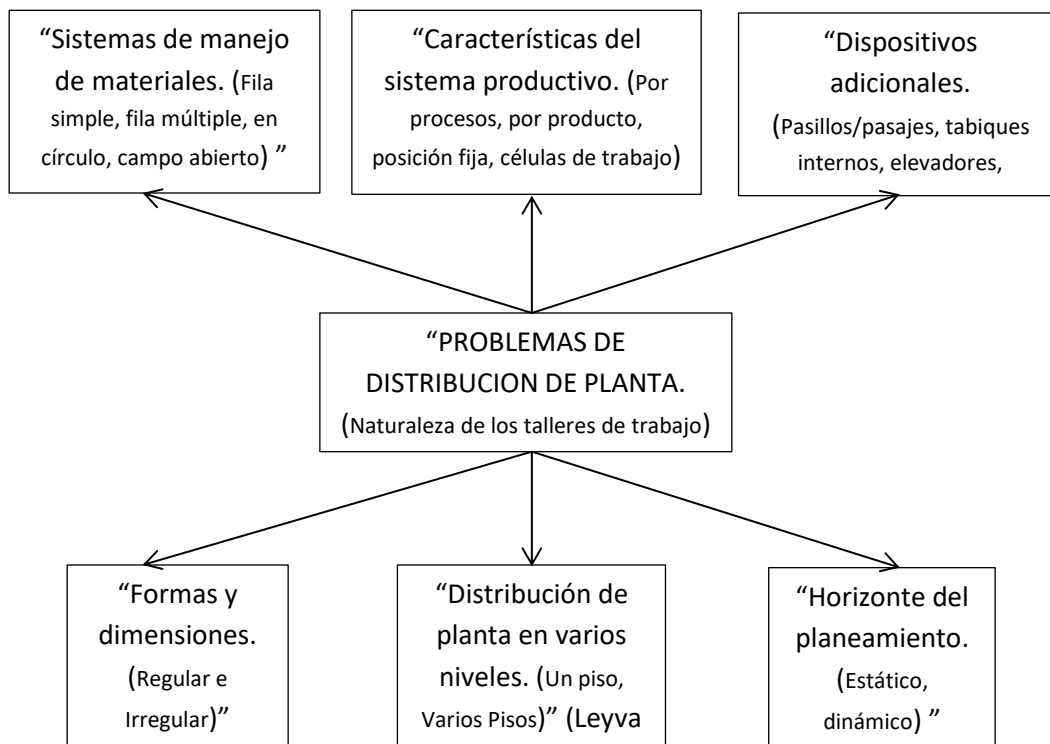 “Sistemas de manejo
de materiales. (Fila
simple, fila múltiple, en
círculo, campo abierto) ”
“Características del
sistema productivo. (Por
procesos, por producto,
posición fija, células de trabajo)
“Dispositivos
adicionales.
(Pasillos/pasajes, tabiques
internos, elevadores,
“PROBLEMAS DE
DISTRIBUCION DE PLANTA.
(Naturaleza de los talleres de trabajo)
“Formas y
dimensiones.
(Regular e
Irregular)”
“Distribución de
planta en varios
niveles. (Un piso,
Varios Pisos)” (Leyva
“Horizonte del
planeamiento.
(Estático,
dinámico) ”